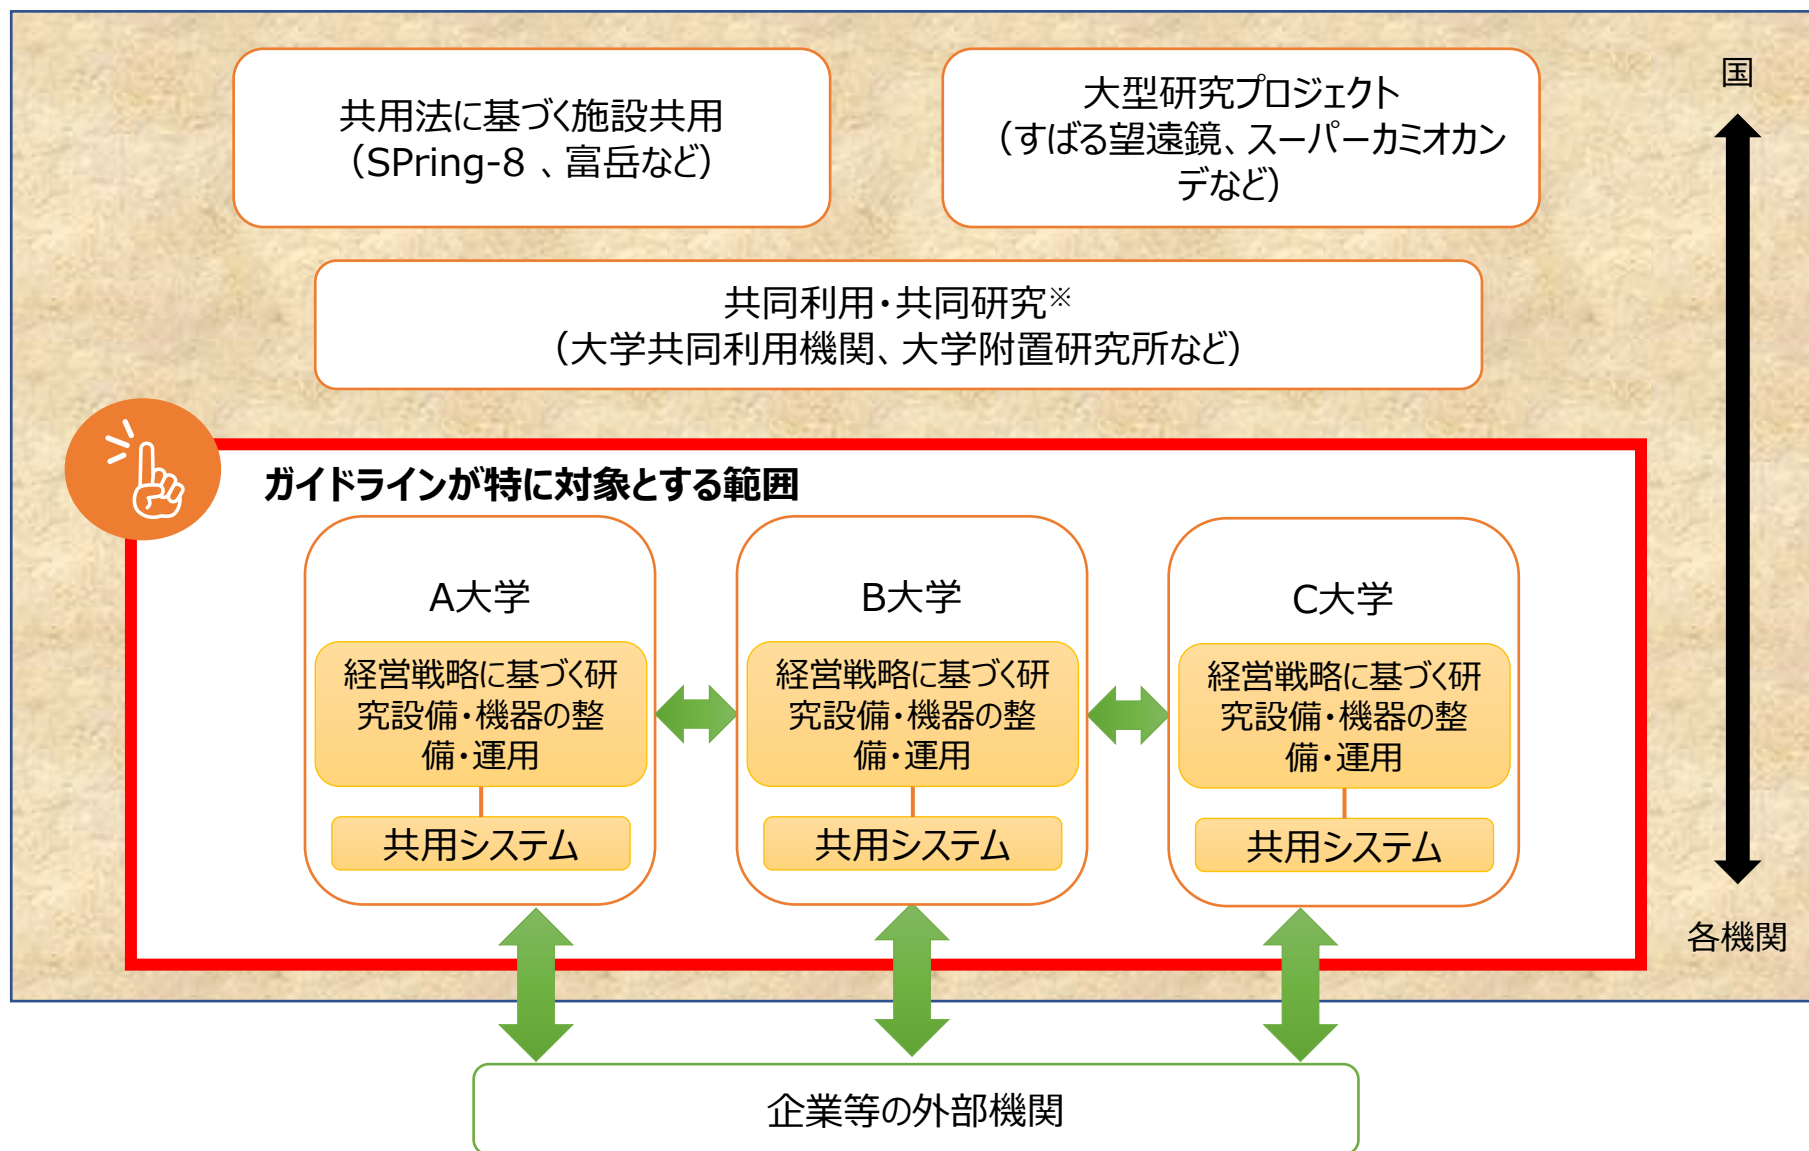 共用法に基づく施設共用
（SPring-8 、富岳など）
大型研究プロジェクト
（すばる望遠鏡、スーパーカミオカン
デなど）
国
共同利用・共同研究※
（大学共同利用機関、大学附置研究所など）
ガイドラインが特に対象とする範囲
A大学
経営戦略に基づく研
究設備・機器の整
備・運用
共用システム
B大学
経営戦略に基づく研
究設備・機器の整
備・運用
共用システム
C大学
経営戦略に基づく研
究設備・機器の整
備・運用
共用システム
各機関
企業等の外部機関